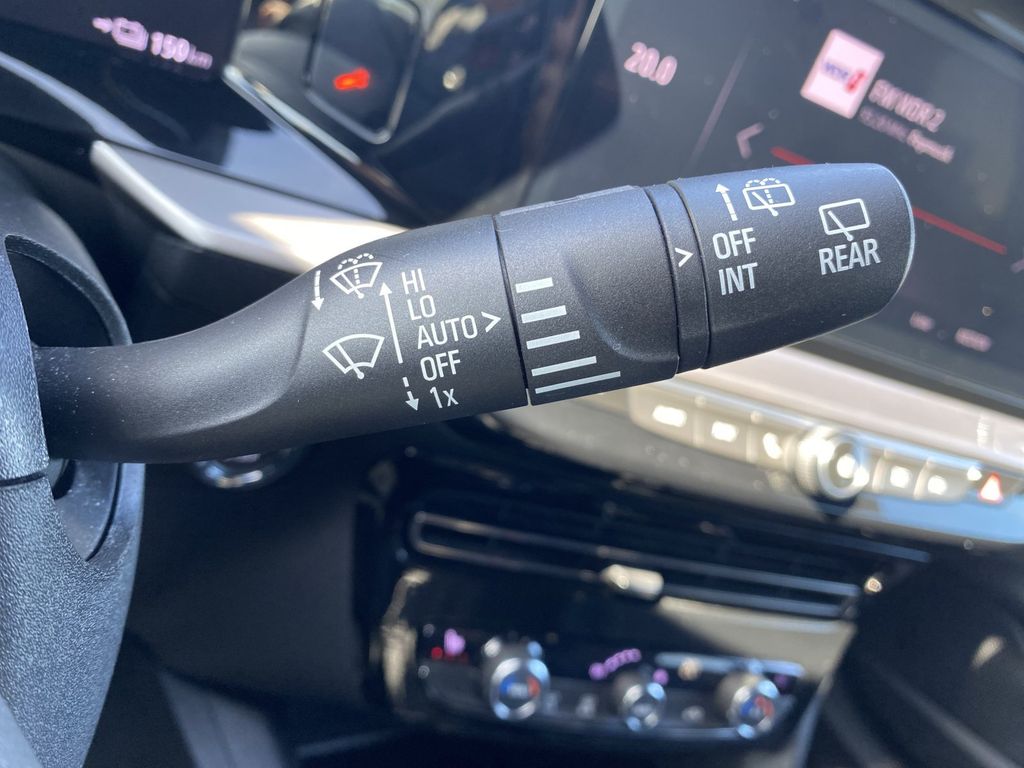 150 km
20.0
HI
LO
AUTO >
OFF
1x
>
OFF
INT
REAR